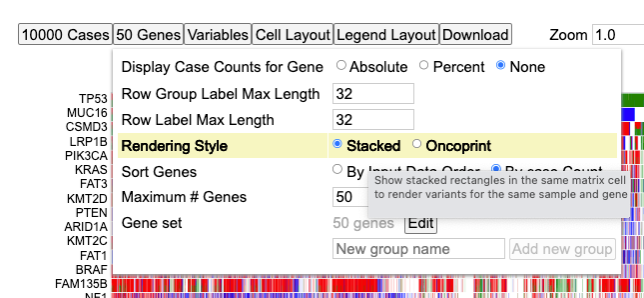 10000 Cases 50 Genes Variables Cell Layout Legend Layout Download Zoom 1.0
Display Case Counts for Gene Absolute Percent None
Row Group Label Max Length 32
TP53
Row Label Max Length 32
MUC16
CSMD3
LRP1B
Rendering Style Stacked Oncoprint
PIK3CA
KRAS
Sort Genes By Input Data Order By case Count
Show stacked rectangles in the same matrix cell
to render variants for the same sample and gene
FAT3
KMT2D
Maximum # Genes 50
PTEN
ARID1A
Gene set 50 genes Edit
KMT2C
New group name Add new group
FAT1
BRAF
FAM135B
NF1